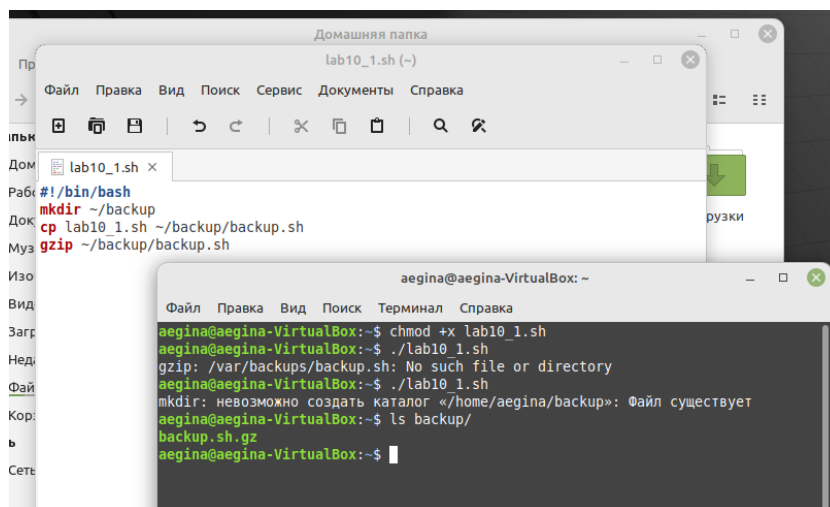 Домашняя папка
lab10_1.sh (~)
Файл Правка Вид Поиск Сервис Документы Справка
lab10_1.sh
#!/bin/bash
mkdir ~/backup
cp lab10_1.sh ~/backup/backup.sh
gzip ~/backup/backup.sh
aegina@aegina-VirtualBox: ~
Файл Правка Вид Поиск Терминал Справка
aegina@aegina-VirtualBox:~$ chmod +x lab10_1.sh
aegina@aegina-VirtualBox:~$ ./lab10_1.sh
gzip: /var/backups/backup.sh: No such file or directory
aegina@aegina-VirtualBox:~$ ./lab10_1.sh
mkdir: невозможно создать каталог «/home/aegina/backup»: Файл существует
aegina@aegina-VirtualBox:~$ ls backup/
backup.sh.gz
aegina@aegina-VirtualBox:~$
Сеть